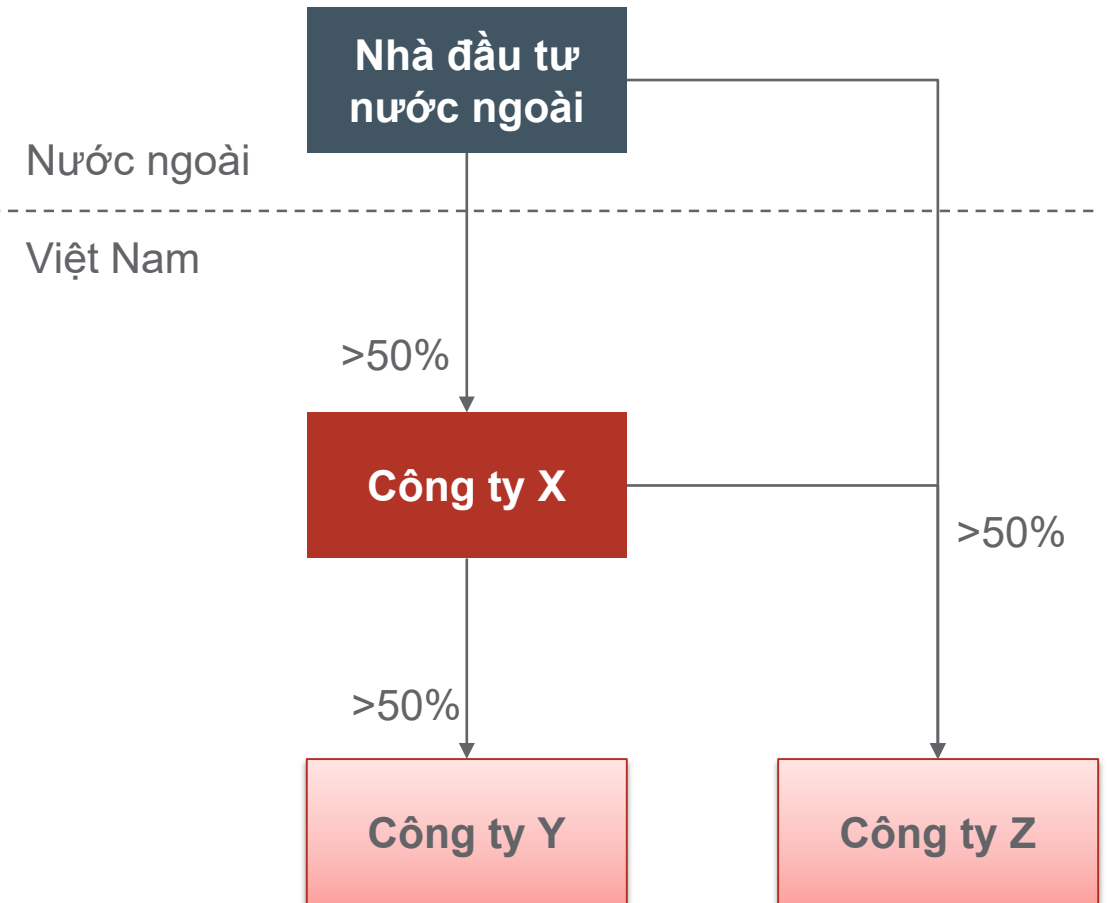 Nhà đầu tư
nước ngoài
Nước ngoài
Việt Nam
>50%
Công ty X
>50%
>50%
Công ty Y
Công ty Z